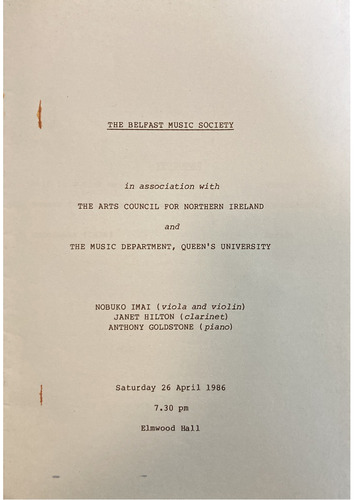 THE BELFAST MUSIC SOCIETY
in association with
THE ARTS COUNCIL FOR NORTHERN IRELAND
and
THE MUSIC DEPARTMENT, QUEEN'S UNIVERSITY
NOBUKO IMAI (viola and violin)
JANET HILTON (clarinet)
ANTHONY GOLDSTONE (piano)
Saturday 26 April 1986
7.30 pm
Elmwood Hall